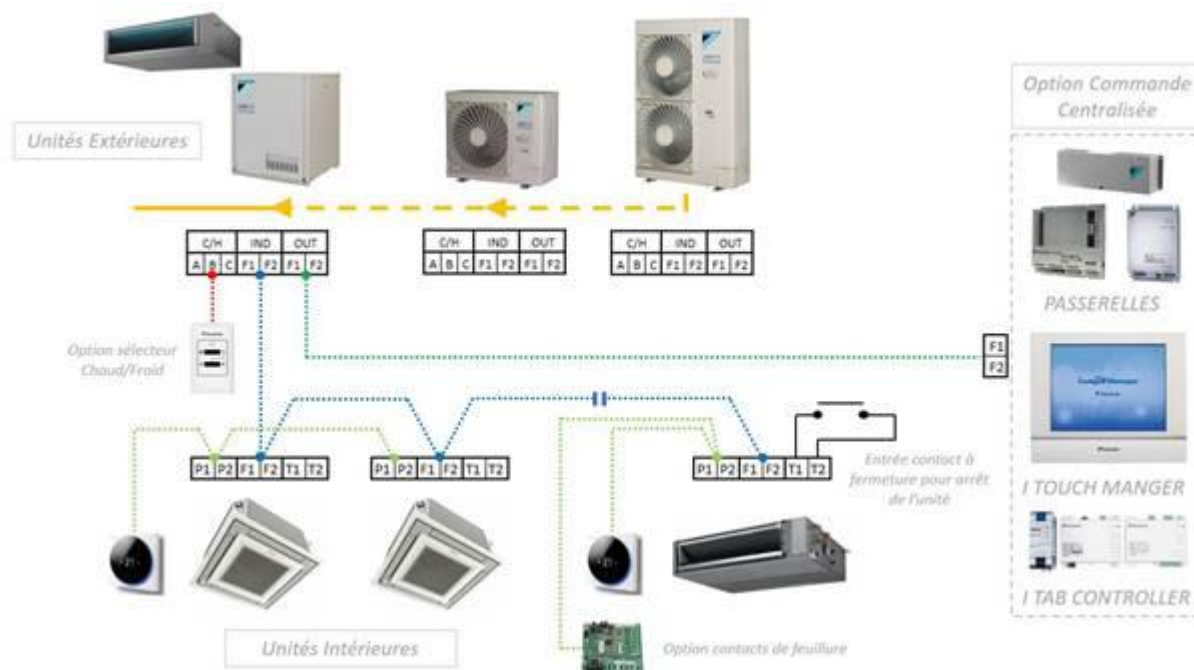 Unités Extérieures
Option Commande
Centralisée
C/H IND OUT
A B C F1 F2 F1 F2
C/H IND OUT
A B C F1 F2 F1 F2
C/H IND OUT
A B C F1 F2 F1 F2
PASSERELLES
Option sélecteur
Chaud/Froid
F1
F2
P1 P2 F1 F2 T1 T2
P1 P2 F1 F2 T1 T2
P1 P2 F1 F2 T1 T2
Entrée contact à
fermeture pour arrêt
de l'unité
I TOUCH MANGER
I TAB CONTROLLER
Unités Intérieures
Option contacts de feuillure